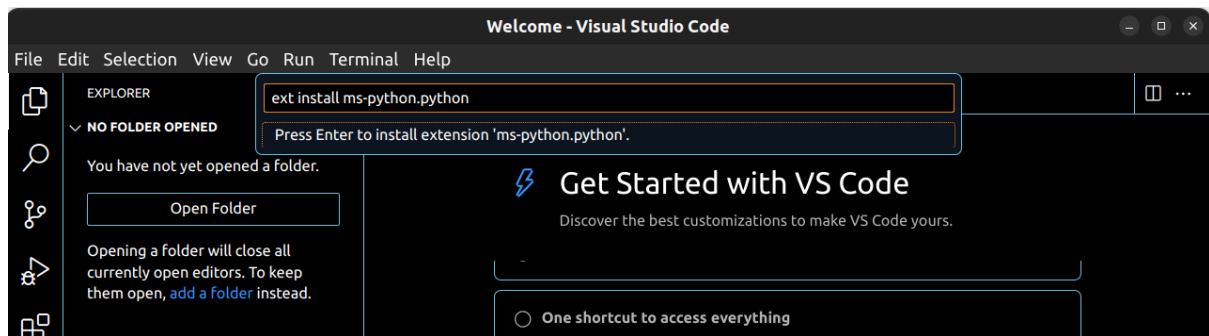 Welcome - Visual Studio Code
File Edit Selection View Go Run Terminal Help
EXPLORER
NO FOLDER OPENED
You have not yet opened a folder.
Open Folder
Opening a folder will close all
currently open editors. To keep
them open, add a folder instead.
ext install ms-python.python
Press Enter to install extension 'ms-python.python'.
Get Started with VS Code
Discover the best customizations to make VS Code yours.
One shortcut to access everything